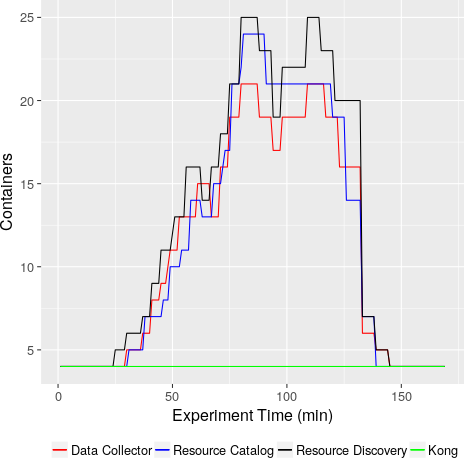 25
20
15
10
5
Containers
0 50 100 150
Experiment Time (min)
Data Collector Resource Catalog Resource Discovery Kong